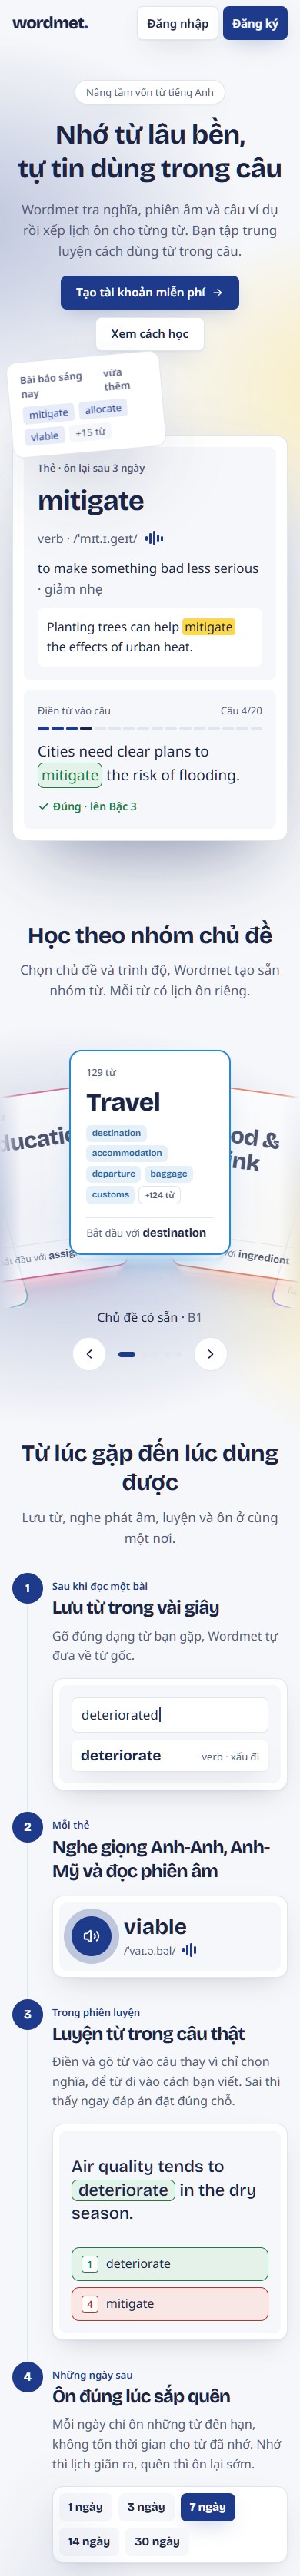 wordmet.
Đăng nhập
Đăng ký
Nâng tầm vốn từ tiếng Anh
Nhớ từ lâu bền,
tự tin dùng trong câu
Wordmet tra nghĩa, phiên âm và câu ví dụ
rồi xếp lịch ôn cho từng từ. Bạn tập trung
luyện cách dùng từ trong câu.
Tạo tài khoản miễn phí →
Xem cách học
Bài báo sáng nay
vừa thêm
mitigate
allocate
viable
+15 từ
Thẻ · ôn lại sau 3 ngày
mitigate
verb · /ˈmɪt.ɪ.ɡeɪt/
to make something bad less serious
· giảm nhẹ
Planting trees can help mitigate
the effects of urban heat.
Điền từ vào câu
Câu 4/20
Cities need clear plans to
mitigate the risk of flooding.
Đúng · lên Bậc 3
Học theo nhóm chủ đề
Chọn chủ đề và trình độ, Wordmet tạo sẵn
nhóm từ. Mỗi từ có lịch ôn riêng.
129 từ
Travel
destination
accommodation
departure
baggage
customs
+124 từ
Bắt đầu với destination
ingredient
Chủ đề có sẵn · B1
Từ lúc gặp đến lúc dùng
được
Lưu từ, nghe phát âm, luyện và ôn ở cùng
một nơi.
1
Sau khi đọc một bài
Lưu từ trong vài giây
Gõ đúng dạng từ bạn gặp, Wordmet tự
đưa về từ gốc.
deteriorated
deteriorate
verb · xấu đi
2
Mỗi thẻ
Nghe giọng Anh-Anh, Anh-
Mỹ và đọc phiên âm
viable
/ˈvaɪ.ə.bəl/
3
Trong phiên luyện
Luyện từ trong câu thật
Điền và gõ từ vào câu thay vì chỉ chọn
nghĩa, để từ đi vào cách bạn viết. Sai thì
thấy ngay đáp án đặt đúng chỗ.
Air quality tends to
deteriorate in the dry
season.
1 deteriorate
4 mitigate
4
Những ngày sau
Ôn đúng lúc sắp quên
Mỗi ngày chỉ ôn những từ đến hạn,
không tốn thời gian cho từ đã nhớ. Nhớ
thì lịch giãn ra, quên thì ôn lại sớm.
1 ngày
3 ngày
7 ngày
14 ngày
30 ngày